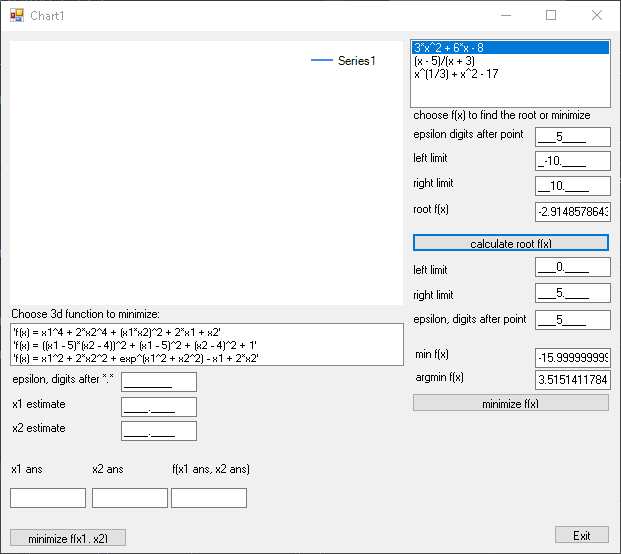 Chart1
Series1
3*x^2 + 6*x - 8
(x - 5)/(x + 3)
x^(1/3) + x^2 - 17
choose f(x) to find the root or minimize
epsilon digits after point
___5____
left limit
_-10.____
right limit
__10.____
root f(x)
-2.9148578643
calculate root f(x)
left limit
___0.____
right limit
___5.____
epsilon, digits after point
___5____
min f(x)
-15.999999999
argmin f(x)
3.5151411784
minimize f(x)
Choose 3d function to minimize:
'f(x) = x1^4 + 2*x2^4 + (x1*x2)^2 + 2*x1 + x2'
'f(x) = ((x1 - 5)*(x2 - 4))^2 + (x1 - 5)^2 + (x2 - 4)^2 + 1'
'f(x) = x1^2 + 2*x2^2 + exp^(x1^2 + x2^2) - x1 + 2*x2'
epsilon, digits after "."
________
x1 estimate
____.____
x2 estimate
____.____
x1 ans
x2 ans
f(x1 ans, x2 ans)
minimize f(x1, x2)
Exit